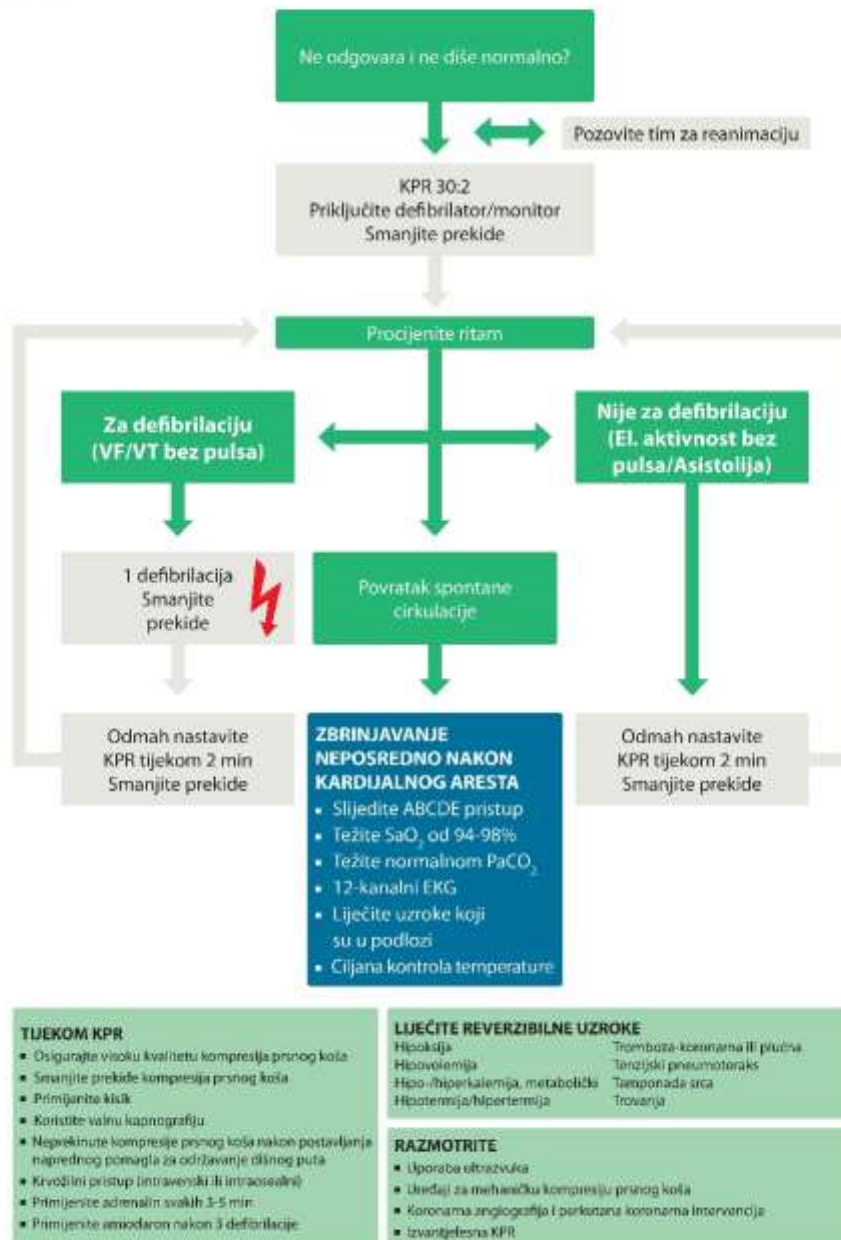 Ne odgovara i ne diše normalno?
Pozovite tim za reanimaciju
KPR 30:2
Priključite defibrilator/monitor
Smanjite prekide
Procijenite ritam
Za defibrilaciju
(VF/VT bez pulsa)
Nije za defibrilaciju
(El. aktivnost bez
pulsa/Asistolija)
1 defibrilacija
Smanjite
prekide
Povratak spontane
cirkulacije
Odmah nastavite
KPR tijekom 2 min
Smanjite prekide
ZBRINJAVANJE
NEPOSREDNO NAKON
KARDIJALNOG ARESTA
▪ Slijedite ABCDE pristup
▪ Težite SaO₂ od 94-98%
▪ Težite normalnom PaCO₂
▪ 12-kanalni EKG
▪ Liječite uzroke koji
su u podlozi
▪ Ciljana kontrola temperature
Odmah nastavite
KPR tijekom 2 min
Smanjite prekide
TIJEKOM KPR
▪ Osigurajte visoku kvalitetu kompresija prsnog koša
▪ Smanjite prekide kompresija prsnog koša
▪ Primijenite kisik
▪ Koristite valnu kapnografiju
▪ Neprekinute kompresije prsnog koša nakon postavljanja
naprednog pomagla za održavanje dišnog puta
▪ Krvožilni pristup (intravenski ili intraosealni)
▪ Primijenite adrenalin svakih 3-5 min
▪ Primijenite amiodaron nakon 3 defibrilacije
LIJEČITE REVERZIBILNE UZROKE
Hipoksija
Hipovolemija
Hipo-/hiperkalemija, metabolički
Hipotermija/hipertermija
Tromboza-koronarna ili plućna
Tenzijski pneumotoraks
Tamponada srca
Trovanja
RAZMOTRITE
▪ Uporaba ultrazvuka
▪ Uređaji za mehaničku kompresiju prsnog koša
▪ Koronarna angiografija i perkutana koronarna intervencija
▪ Izvantjelesna KPR